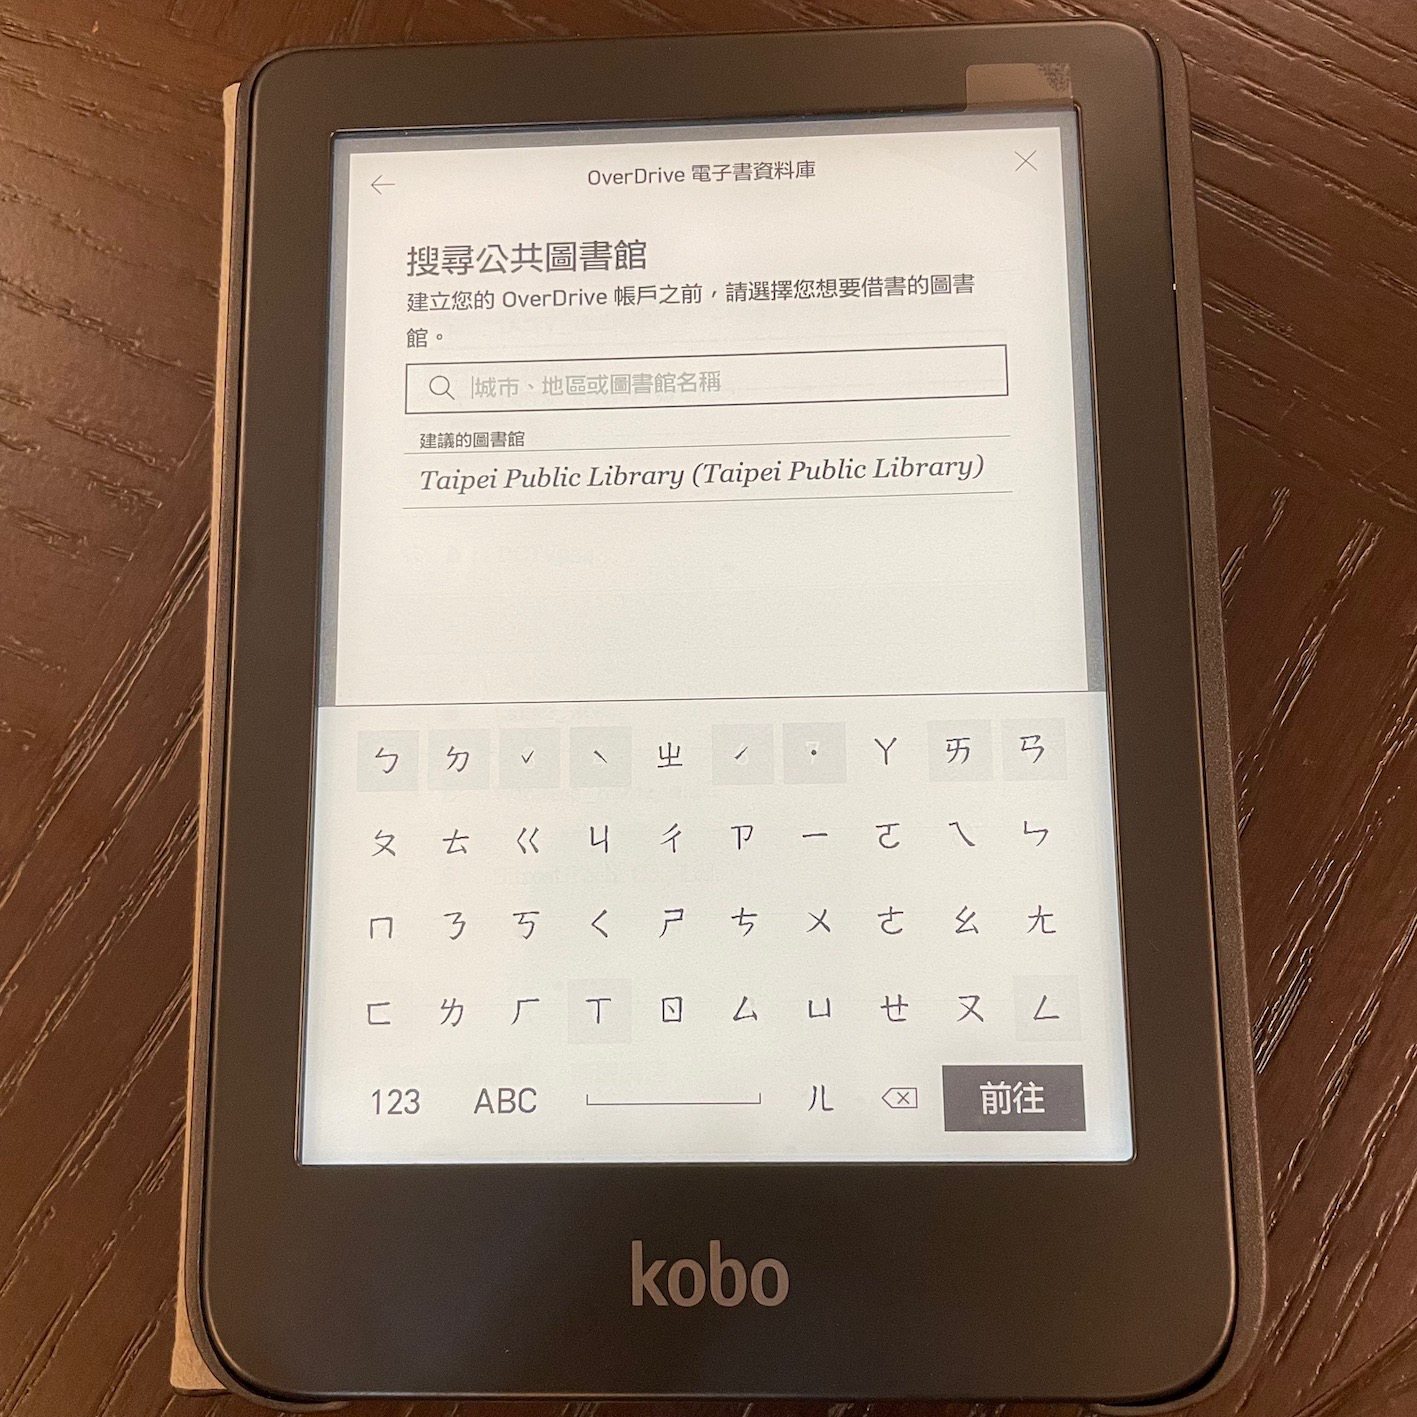 OverDrive 電子書資料庫
搜尋公共圖書館
建立您的 OverDrive 帳戶之前，請選擇您想要借書的圖書
館。
城市、地區或圖書館名稱
建議的圖書館
Taipei Public Library (Taipei Public Library)
ㄅ ㄉ ˇ ˋ ㄓ ˊ ˙ ㄚ ㄞ ㄢ
ㄆ ㄊ ㄍ ㄐ ㄔ ㄗ ㄧ ㄛ ㄟ ㄣ
ㄇ ㄋ ㄎ ㄑ ㄕ ㄘ ㄨ ㄜ ㄠ ㄤ
ㄈ ㄌ ㄏ ㄒ ㄖ ㄙ ㄩ ㄝ ㄡ ㄥ
123 ABC ㄦ 前往
kobo